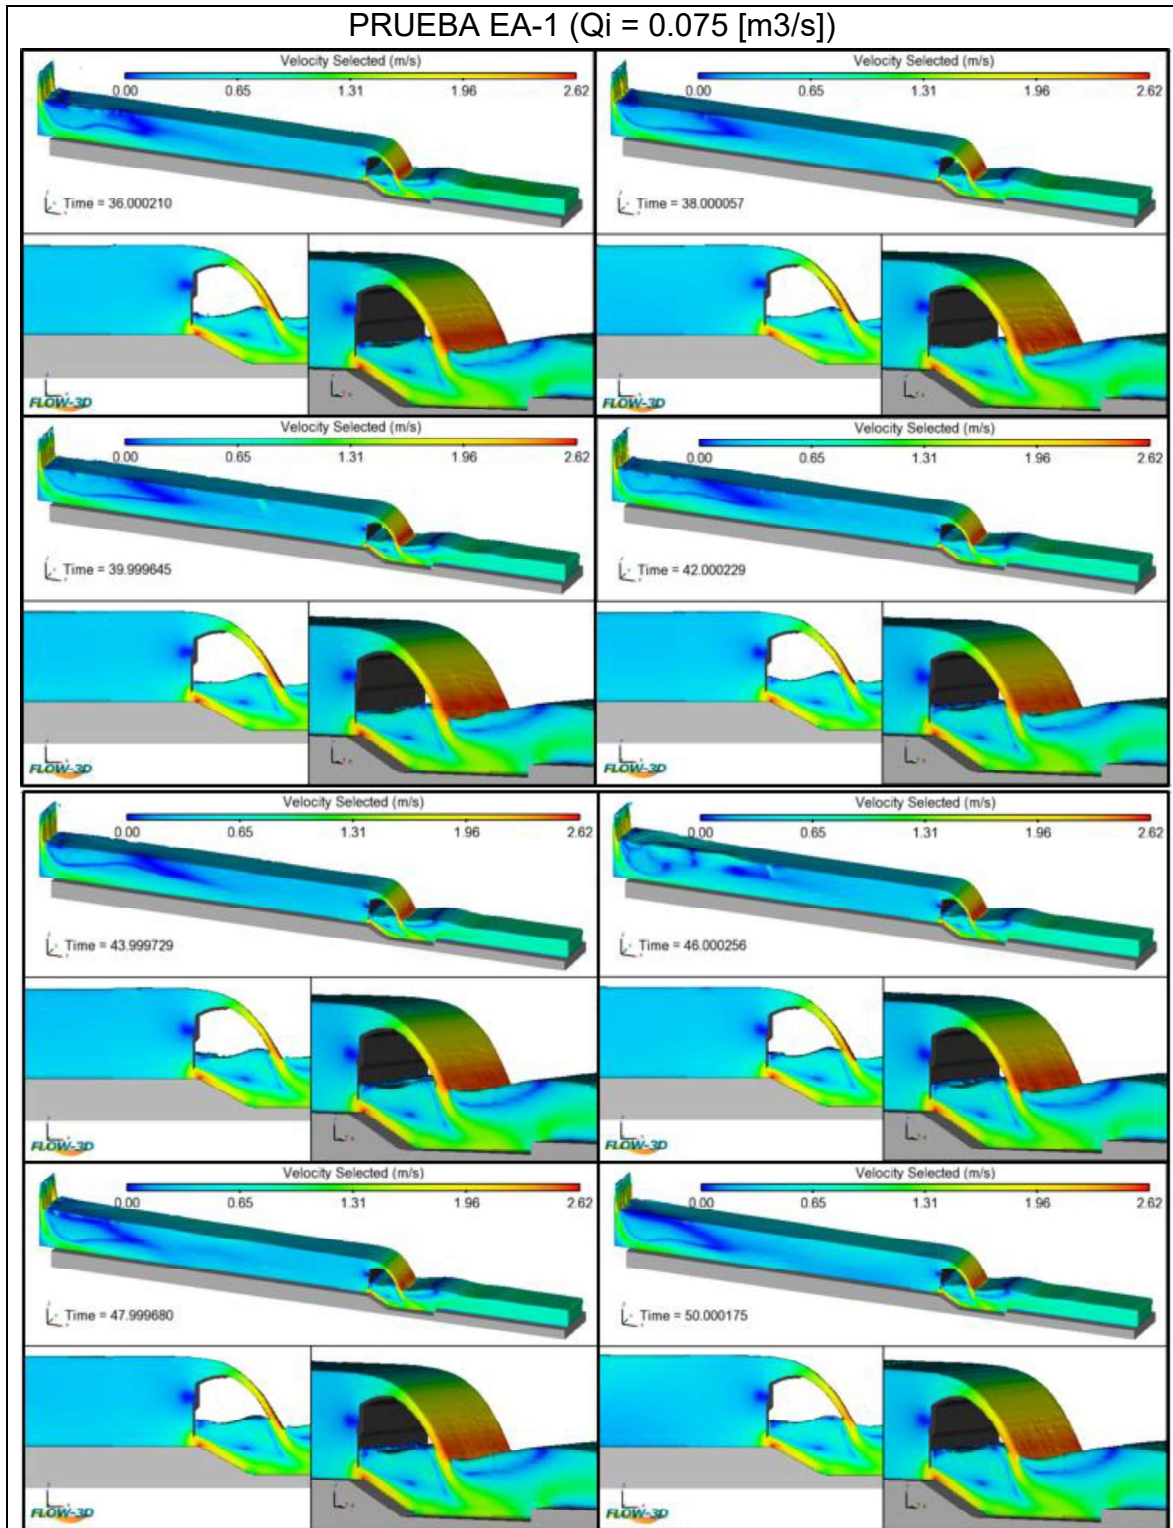 PRUEBA EA-1 (Qi = 0.075 [m3/s])
Velocity Selected (m/s)
0.00 0.65 1.31 1.96 2.62
Time = 36.000210
FLOW-3D
Velocity Selected (m/s)
0.00 0.65 1.31 1.96 2.62
Time = 38.000057
FLOW-3D
Velocity Selected (m/s)
0.00 0.65 1.31 1.96 2.62
Time = 39.999645
FLOW-3D
Velocity Selected (m/s)
0.00 0.65 1.31 1.96 2.62
Time = 42.000229
FLOW-3D
Velocity Selected (m/s)
0.00 0.65 1.31 1.96 2.62
Time = 43.999729
FLOW-3D
Velocity Selected (m/s)
0.00 0.65 1.31 1.96 2.62
Time = 46.000256
FLOW-3D
Velocity Selected (m/s)
0.00 0.65 1.31 1.96 2.62
Time = 47.999680
FLOW-3D
Velocity Selected (m/s)
0.00 0.65 1.31 1.96 2.62
Time = 50.000175
FLOW-3D